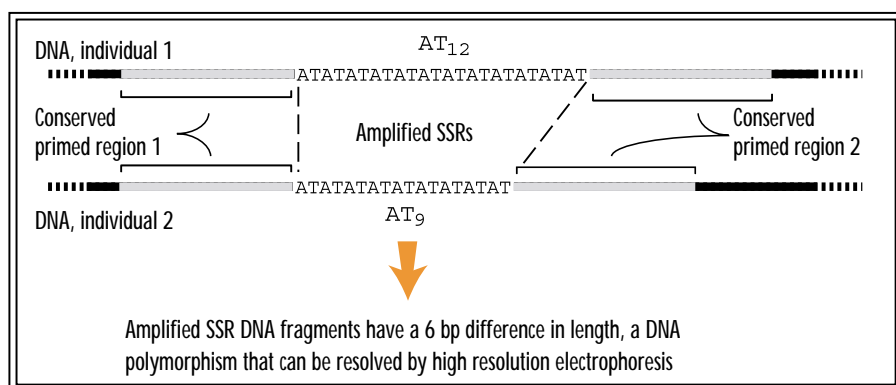 DNA, individual 1
AT12
ATATATATATATATATATATATAT
Conserved
primed region 1
Amplified SSRs
Conserved
primed region 2
ATATATATATATATATAT
DNA, individual 2
AT9
Amplified SSR DNA fragments have a 6 bp difference in length, a DNA
polymorphism that can be resolved by high resolution electrophoresis